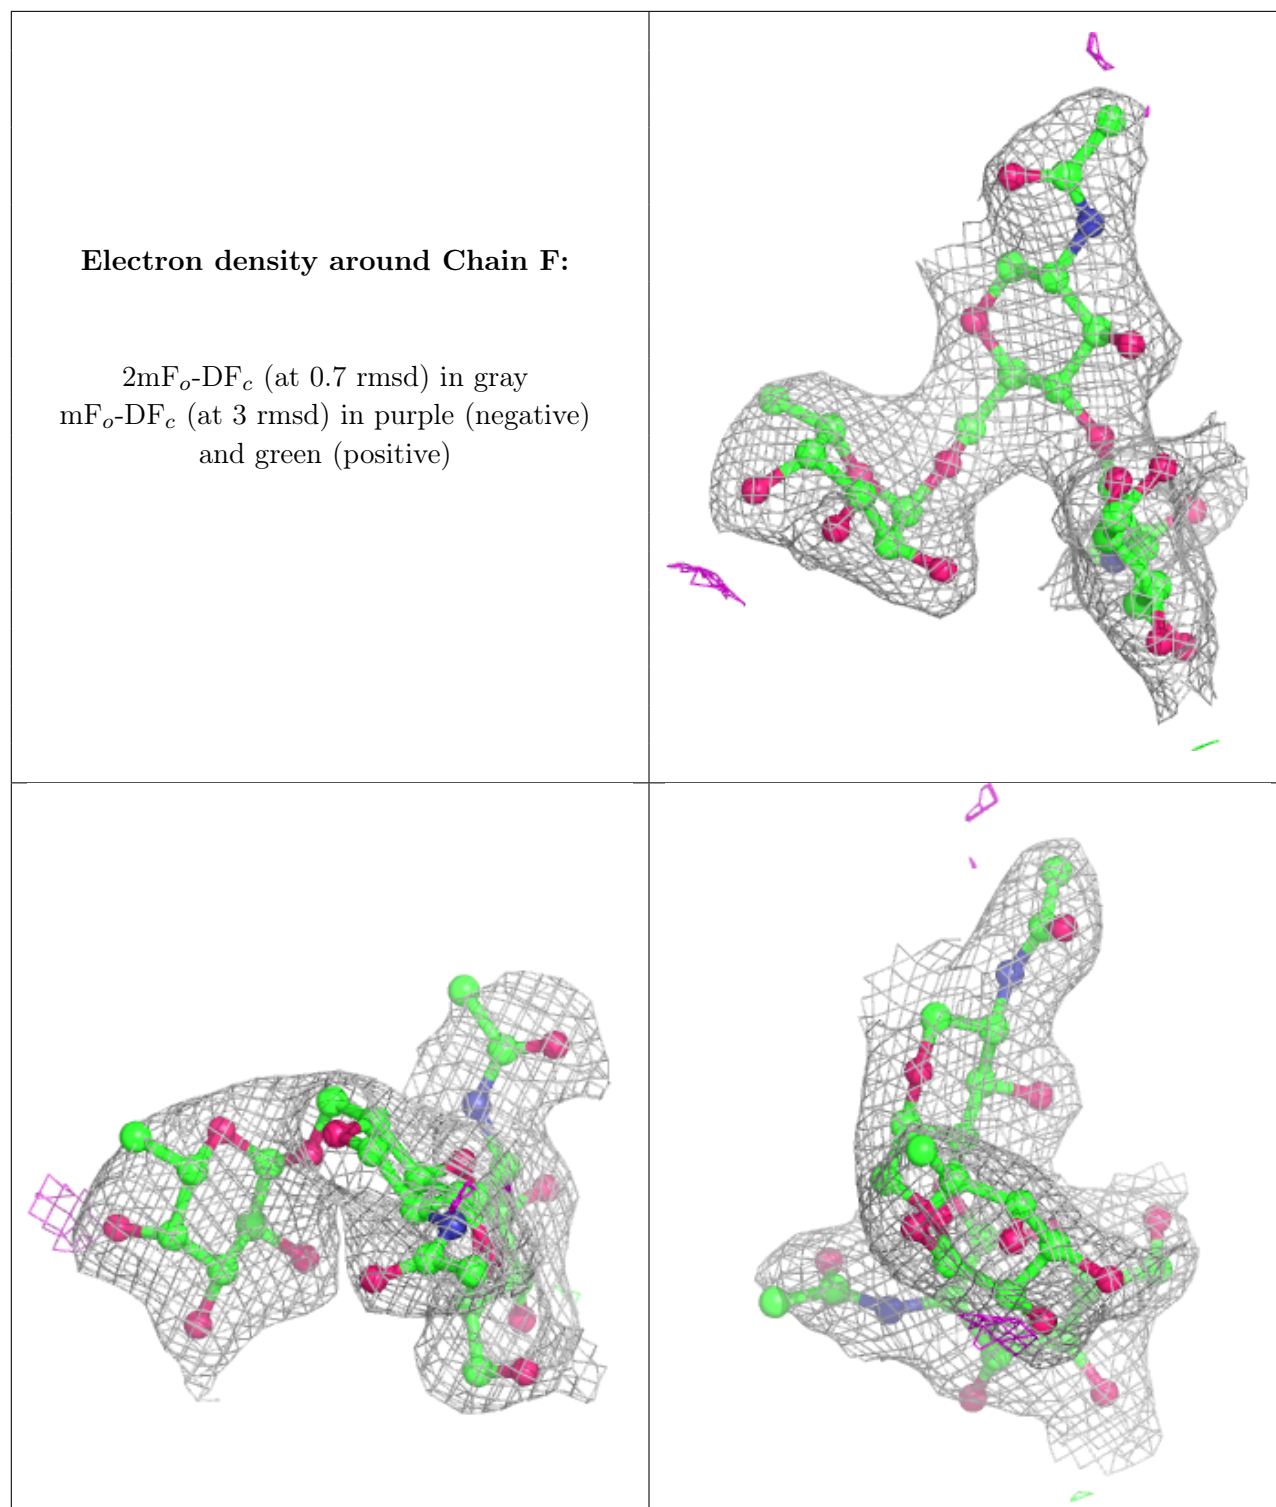 Electron density around Chain F:
2mFo-DFc (at 0.7 rmsd) in gray
mFo-DFc (at 3 rmsd) in purple (negative)
and green (positive)